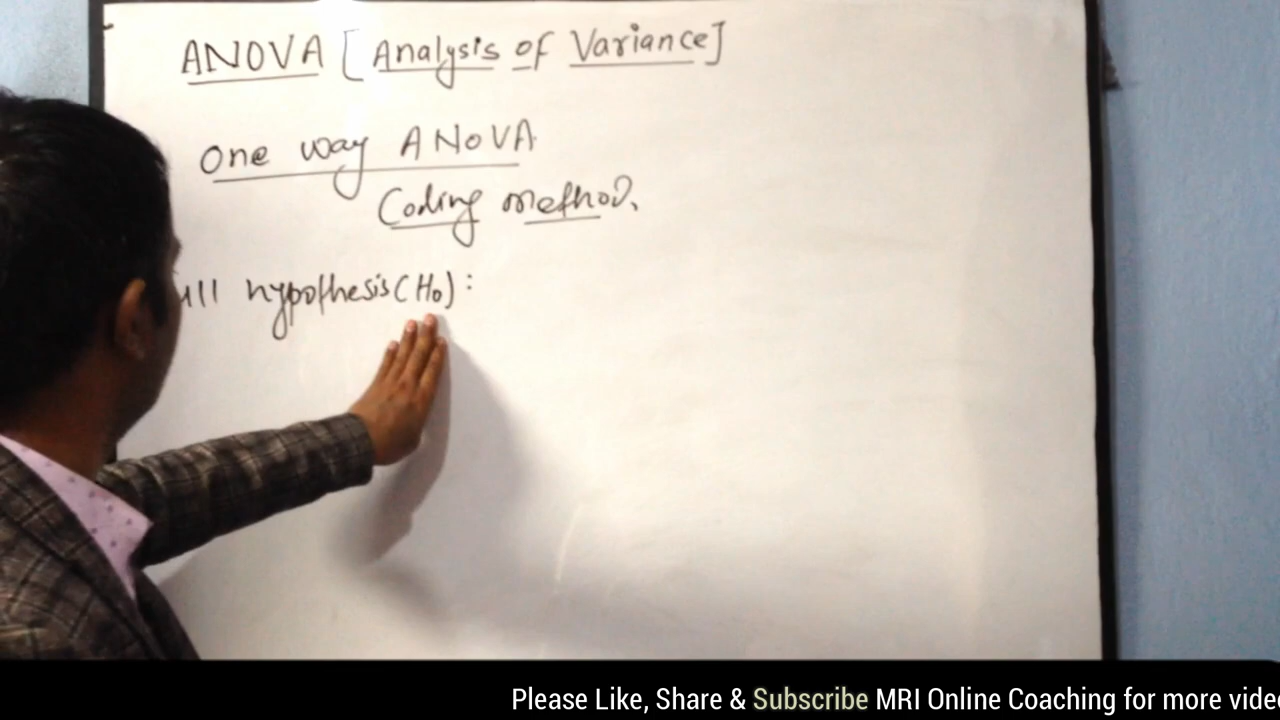 ANOVA [Analysis of Variance]
One way ANOVA
Coding method.
ull hypothesis (H0):
Please Like, Share & Subscribe MRI Online Coaching for more vide